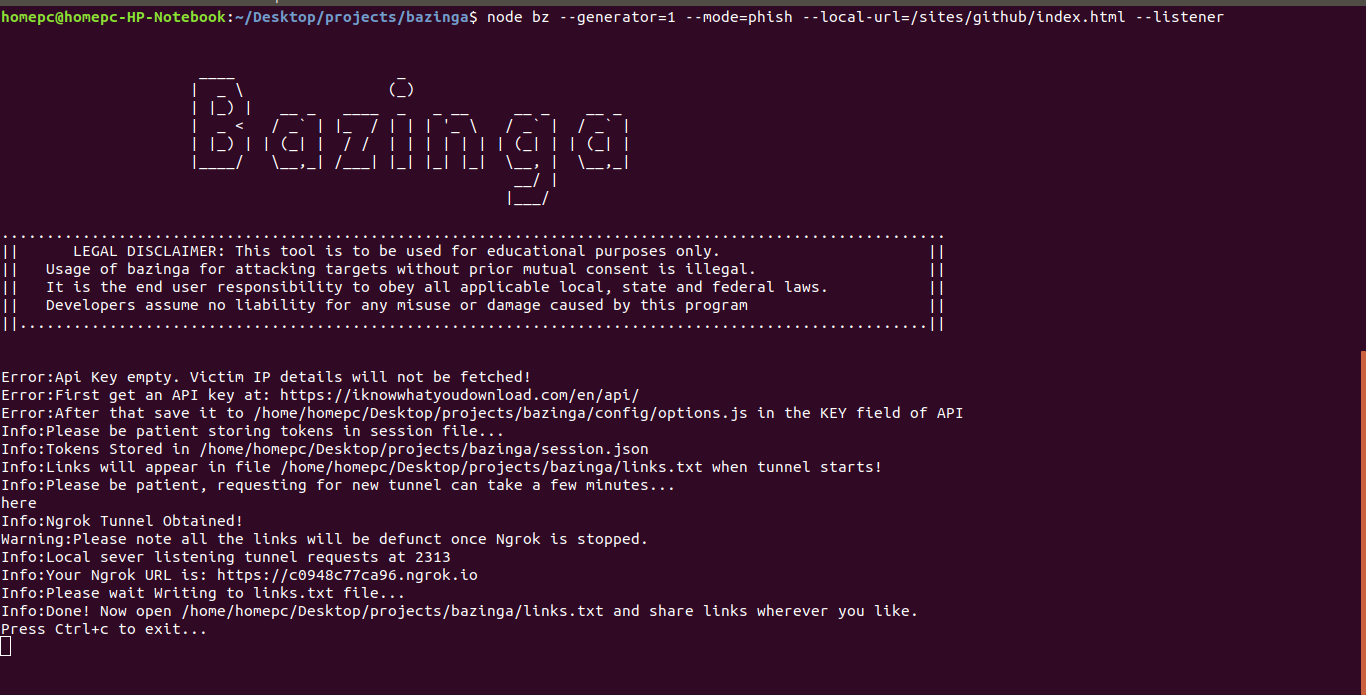 homepc@homepc-HP-Notebook:~/Desktop/projects/bazinga$ node bz --generator=1 --mode=phish --local-url=/sites/github/index.html --listener
Bazinga
LEGAL DISCLAIMER: This tool is to be used for educational purposes only.
Usage of bazinga for attacking targets without prior mutual consent is illegal.
It is the end user responsibility to obey all applicable local, state and federal laws.
Developers assume no liability for any misuse or damage caused by this program
Error:Api Key empty. Victim IP details will not be fetched!
Error:First get an API key at: https://iknowwhatyoudownload.com/en/api/
Error:After that save it to /home/homepc/Desktop/projects/bazinga/config/options.js in the KEY field of API
Info:Please be patient storing tokens in session file...
Info:Tokens Stored in /home/homepc/Desktop/projects/bazinga/session.json
Info:Links will appear in file /home/homepc/Desktop/projects/bazinga/links.txt when tunnel starts!
Info:Please be patient, requesting for new tunnel can take a few minutes...
here
Info:Ngrok Tunnel Obtained!
Warning:Please note all the links will be defunct once Ngrok is stopped.
Info:Local sever listening tunnel requests at 2313
Info:Your Ngrok URL is: https://c0948c77ca96.ngrok.io
Info:Please wait Writing to links.txt file...
Info:Done! Now open /home/homepc/Desktop/projects/bazinga/links.txt and share links wherever you like.
Press Ctrl+c to exit...